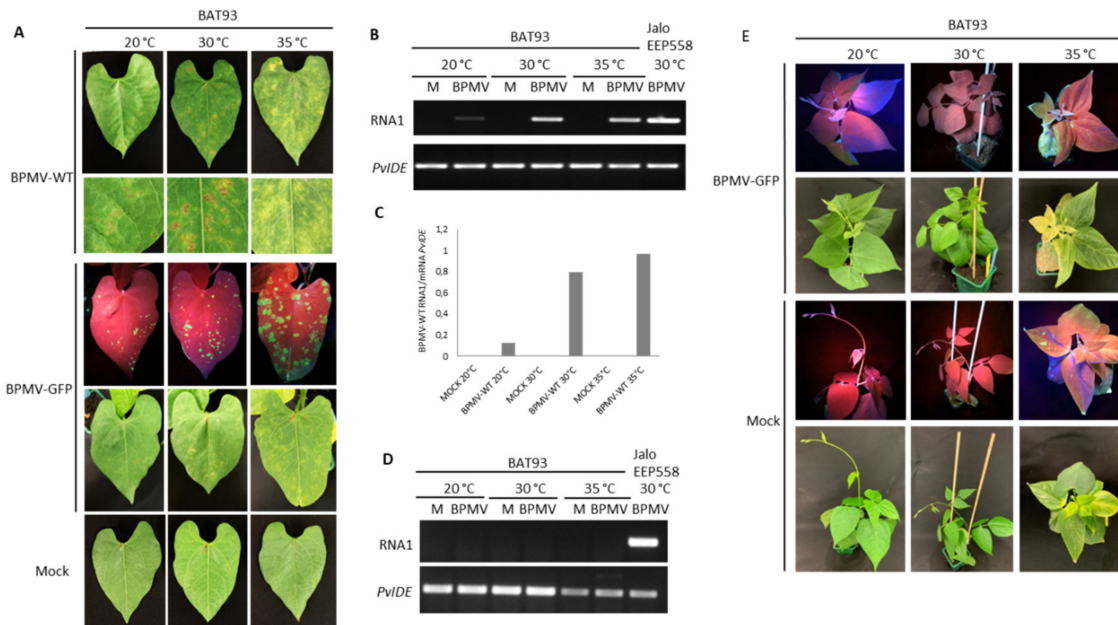 A
BAT93
20 °C 30 °C 35 °C
BPMV-WT
BPMV-GFP
Mock
B
BAT93
Jalo
EEP558
20 °C 30 °C 35 °C 30 °C
M BPMV M BPMV M BPMV BPMV
RNA1
PvIDE
C
BPMV-WT RNA1/mRNA PvIDE
1,2
1
0,8
0,6
0,4
0,2
0
MOCK 20°C
BPMV-WT 20°C
MOCK 30°C
BPMV-WT 30°C
MOCK 35°C
BPMV-WT 35°C
D
BAT93
Jalo
EEP558
20 °C 30 °C 35 °C 30 °C
M BPMV M BPMV M BPMV BPMV
RNA1
PvIDE
E
BAT93
20 °C 30 °C 35 °C
BPMV-GFP
Mock